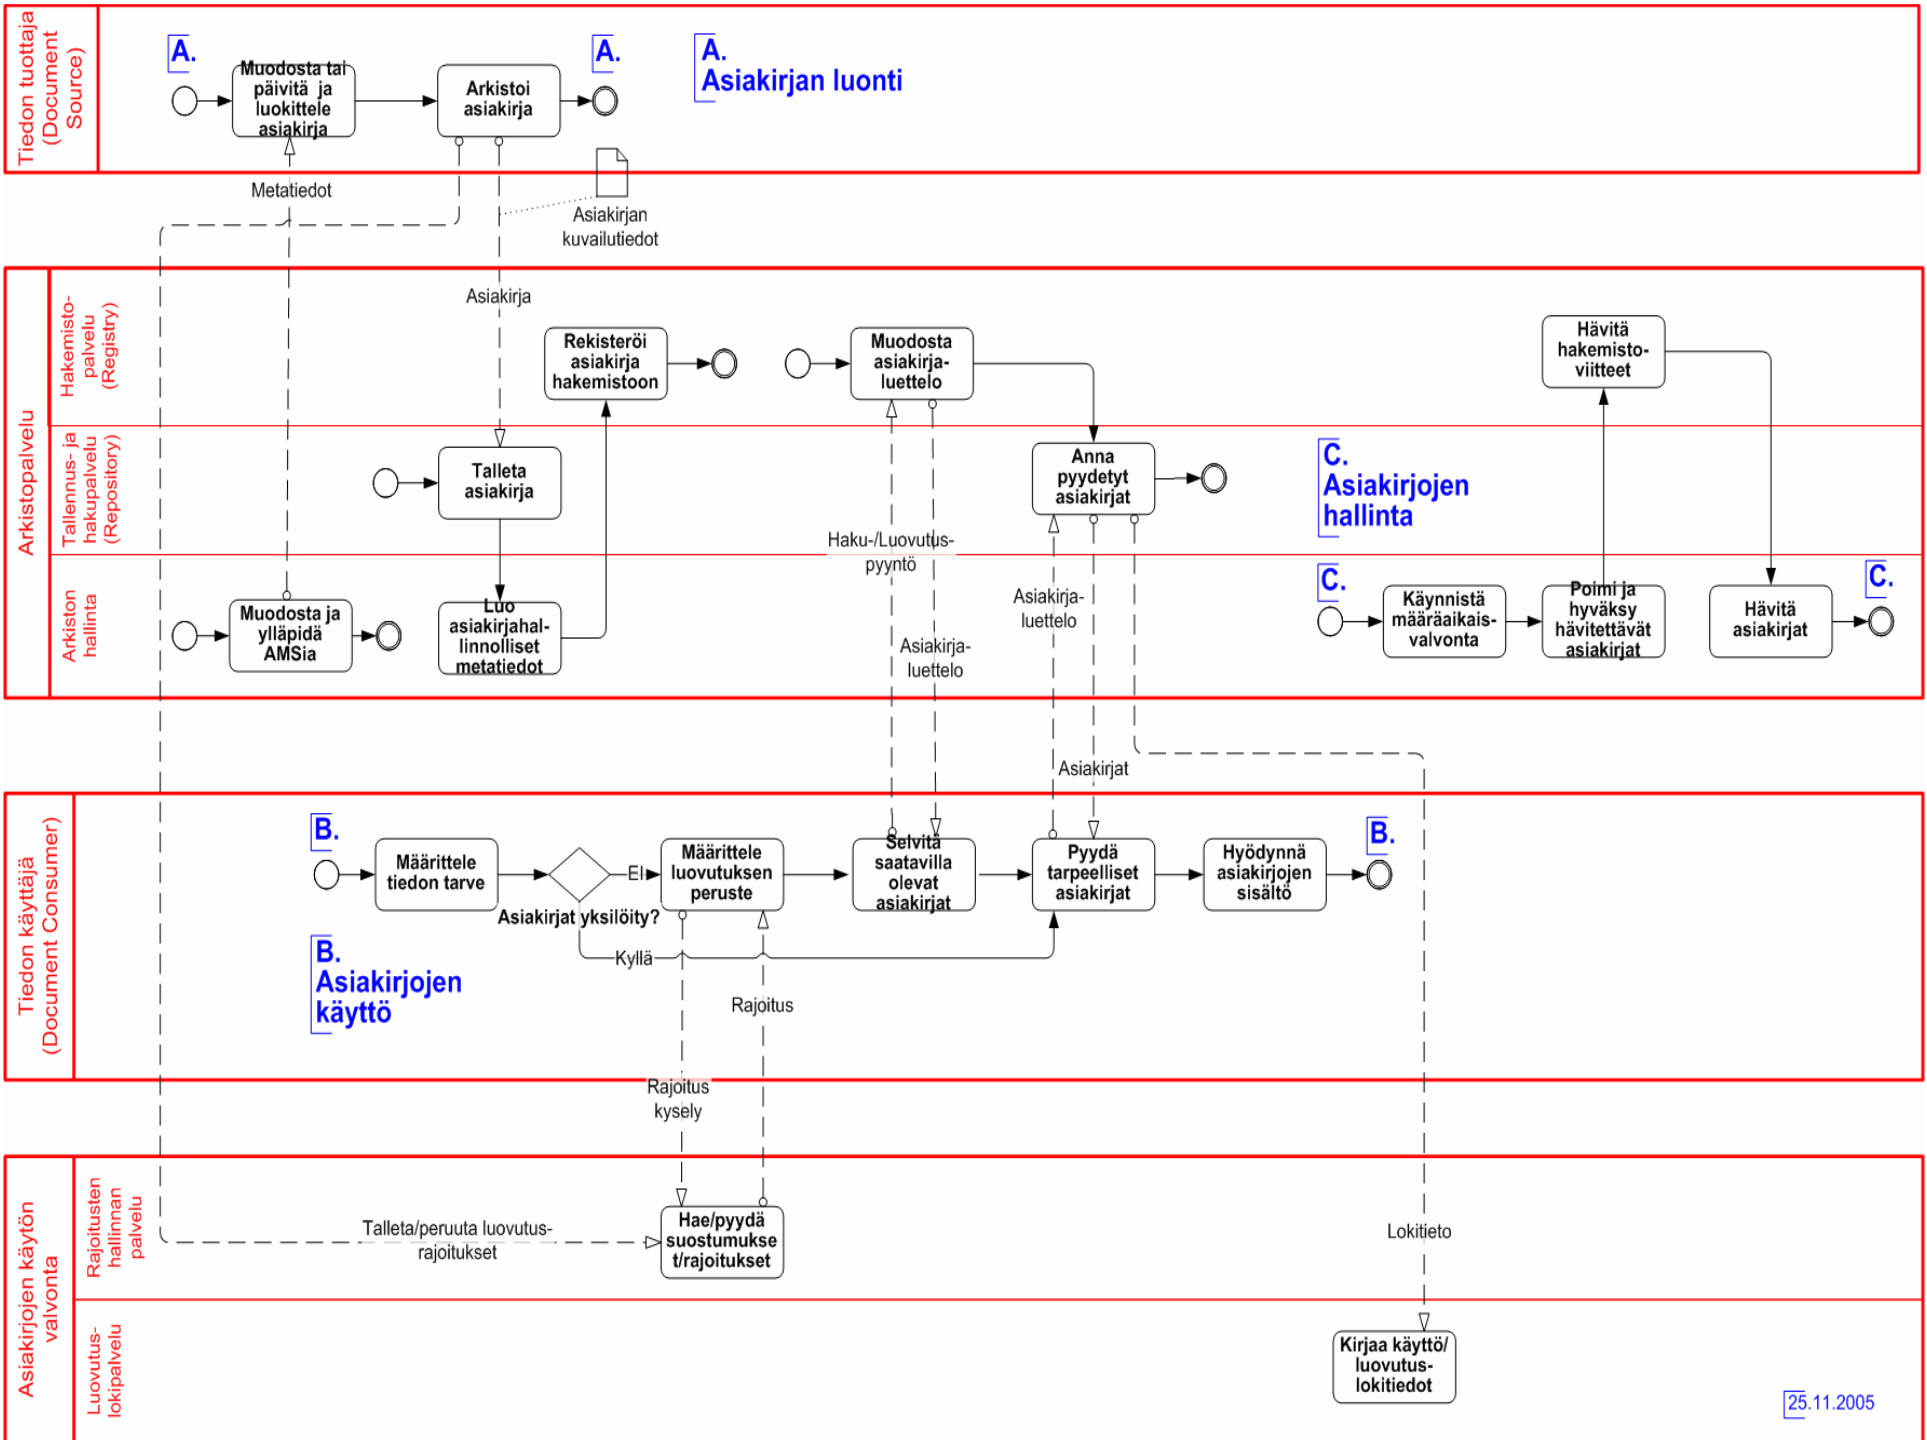 Tiedon tuottaja
(Document
Source)
A.
Muodosta tai
päivitä ja
luokittele
asiakirja
Arkistoi
asiakirja
A.
A.
Asiakirjan luonti
Metatiedot
Asiakirjan
kuvailutiedot
Arkistopalvelu
Hakemisto-
palvelu
(Registry)
Asiakirja
Rekisteröi
asiakirja
hakemistoon
Muodosta
asiakirja-
luettelo
Hävitä
hakemisto-
viitteet
Tallennus- ja
hakupalvelu
(Repository)
Talleta
asiakirja
Anna
pyydetyt
asiakirjat
C.
Asiakirjojen
hallinta
Haku-/Luovutus-
pyyntö
Arkiston
hallinta
Muodosta ja
ylläpidä
AMSia
Luo
asiakirjahal-
linnolliset
metatiedot
Asiakirja-
luettelo
Asiakirja-
luettelo
C.
Käynnistä
määräaikais-
valvonta
Poimi ja
hyväksy
hävitettävät
asiakirjat
Hävitä
asiakirjat
C.
Asiakirjat
Tiedon käyttäjä
(Document Consumer)
B.
Määrittele
tiedon tarve
EI
Asiakirjat yksilöity?
Kyllä
Määrittele
luovutuksen
peruste
Selvitä
saatavilla
olevat
asiakirjat
Pyydä
tarpeelliset
asiakirjat
Hyödynnä
asiakirjojen
sisältö
B.
B.
Asiakirjojen
käyttö
Rajoitus
Rajoitus
kysely
Asiakirjojen käytön
valvonta
Rajoitusten
hallinnan
palvelu
Talleta/peruuta luovutus-
rajoitukset
Hae/pyydä
suostumukse
t/rajoitukset
Lokitieto
Luovutus-
lokipalvelu
Kirjaa käyttö/
luovutus-
lokitiedot
25.11.2005